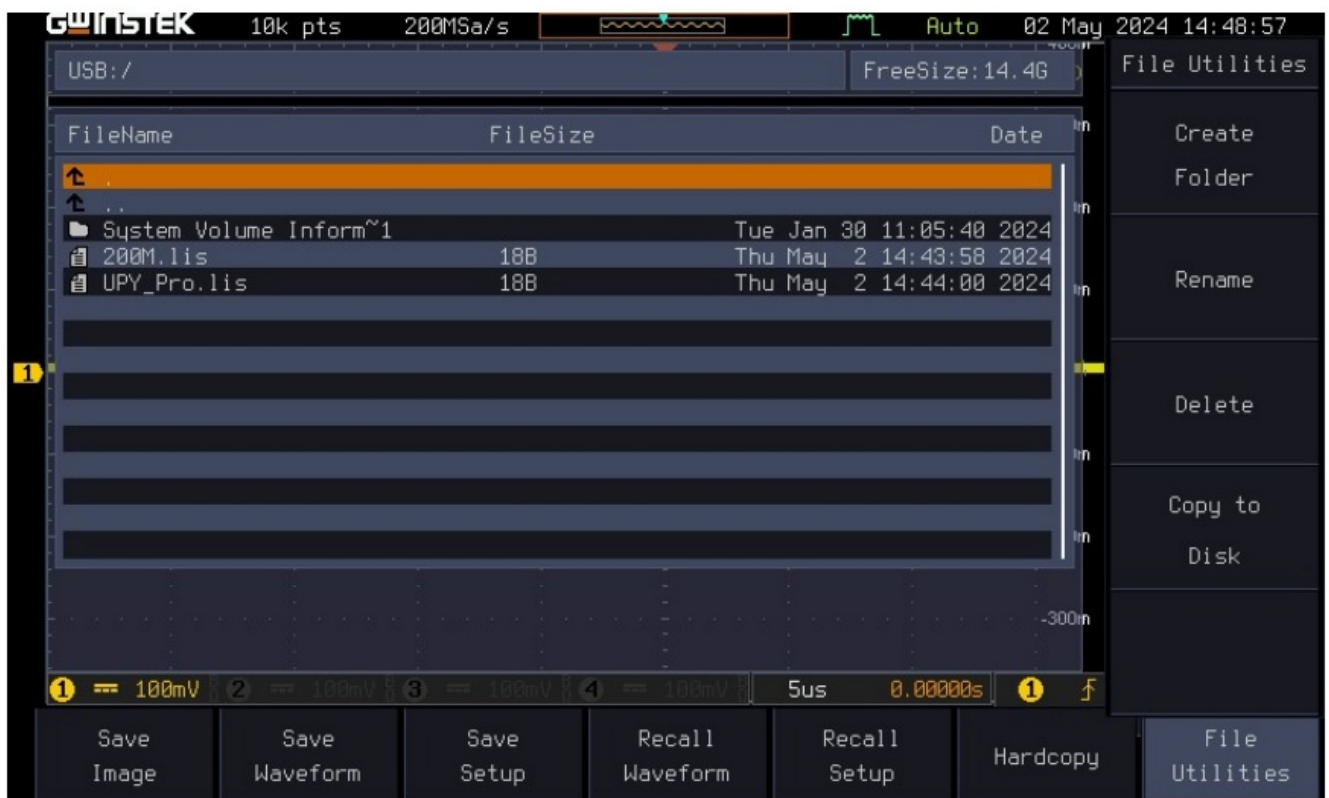 GWINSTEK 10k pts 200MSa/s Auto 02 May 2024 14:48:57
USB:/ FreeSize:14.4G
File Utilities
FileName FileSize Date
.
..
System Volume Inform~1 Tue Jan 30 11:05:40 2024
200M.lis 18B Thu May 2 14:43:58 2024
UPY_Pro.lis 18B Thu May 2 14:44:00 2024
Create
Folder
Rename
Delete
Copy to
Disk
1
-300m
1 100mV 2 100mV 3 100mV 4 100mV 5us 0.00000s 1
Save
Image
Save
Waveform
Save
Setup
Recall
Waveform
Recall
Setup
Hardcopy
File
Utilities